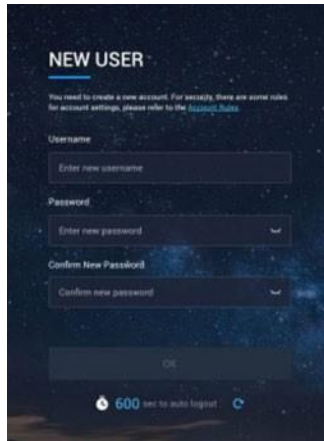 NEW USER
You need to create a new account. For security, there are some rules
for account settings, please refer to the Account Rules
Username
Enter new username
Password
Enter new password
Confirm New Password
Confirm new password
OK
600 sec to auto logout